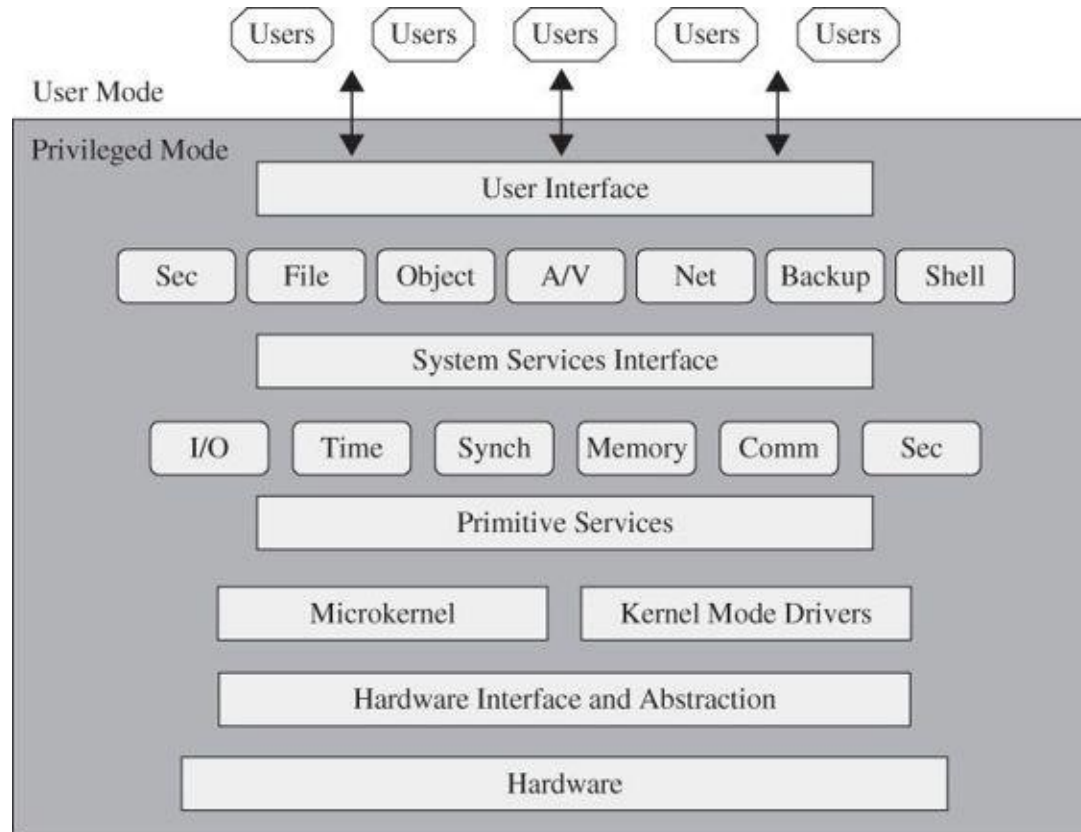 Users Users Users Users Users
User Mode
Privileged Mode
User Interface
Sec File Object A/V Net Backup Shell
System Services Interface
I/O Time Synch Memory Comm Sec
Primitive Services
Microkernel Kernel Mode Drivers
Hardware Interface and Abstraction
Hardware